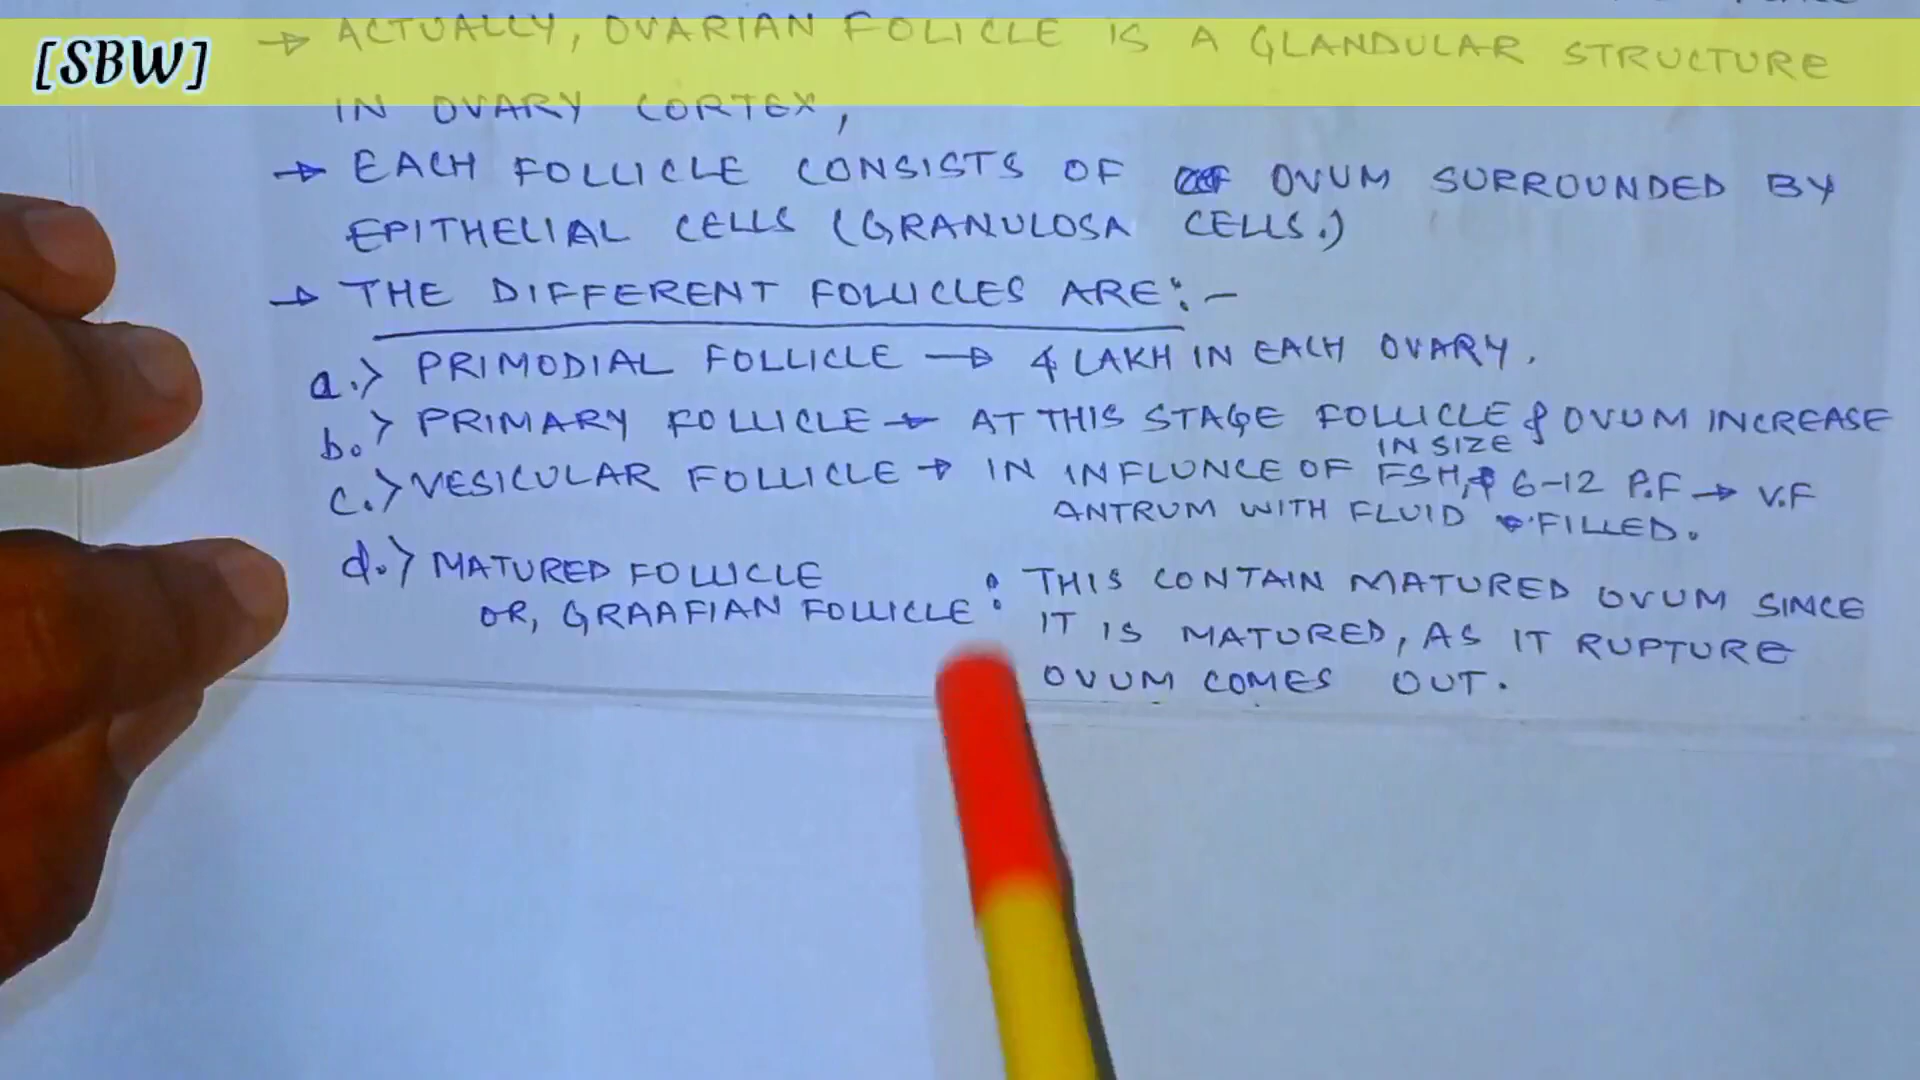 [SBW]
→ ACTUALLY, OVARIAN FOLICLE IS A GLANDULAR STRUCTURE
IN OVARY CORTEX,
→ EACH FOLLICLE CONSISTS OF OVUM SURROUNDED BY
EPITHELIAL CELLS (GRANULOSA CELLS.)
→ THE DIFFERENT FOLLICLES ARE:-
a.> PRIMODIAL FOLLICLE → 4 LAKH IN EACH OVARY.
b.> PRIMARY FOLLICLE → AT THIS STAGE FOLLICLE & OVUM INCREASE
IN SIZE
c.> VESICULAR FOLLICLE → IN INFLUNCE OF FSH, 6-12 P.F → V.F
ANTRUM WITH FLUID FILLED.
d.> MATURED FOLLICLE
OR, GRAAFIAN FOLLICLE : THIS CONTAIN MATURED OVUM SINCE
IT IS MATURED, AS IT RUPTURE
OVUM COMES OUT.